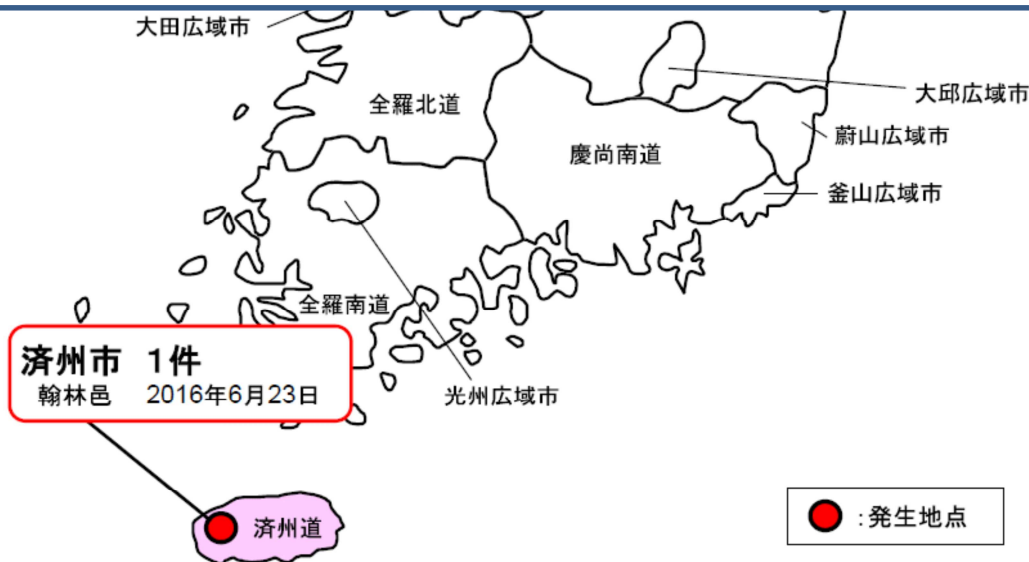 大田広域市
大邱広域市
全羅北道
蔚山広域市
慶尚南道
釜山広域市
全羅南道
済州市 1件
翰林邑 2016年6月23日
光州広域市
済州道
:発生地点